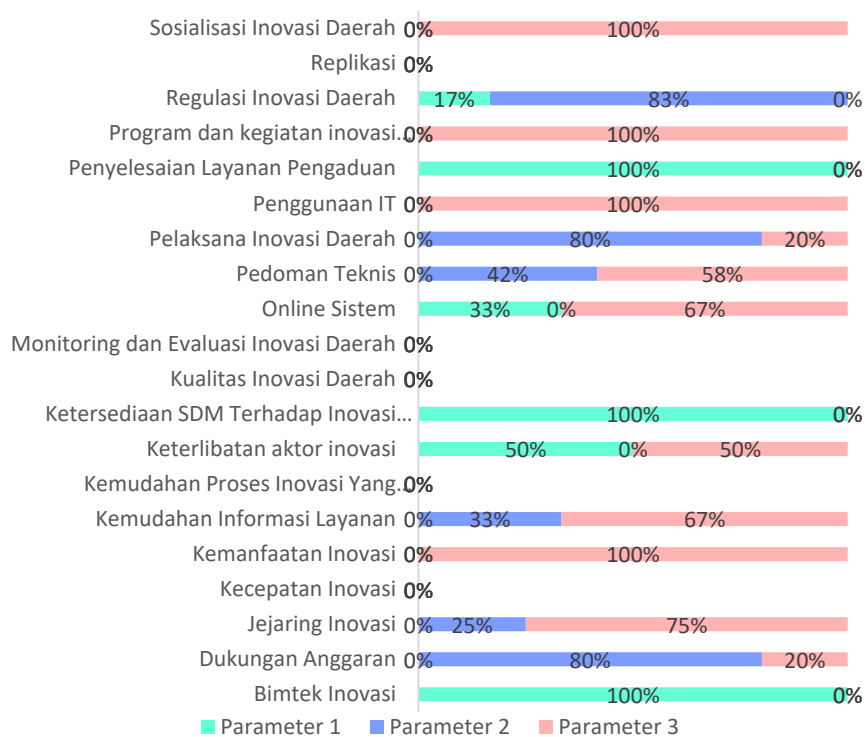 Sosialisasi Inovasi Daerah 0% 100%
Replikasi 0%
Regulasi Inovasi Daerah 17% 83% 0%
Program dan kegiatan inovasi... 0% 100%
Penyelesaian Layanan Pengaduan 100% 0%
Penggunaan IT 0% 100%
Pelaksana Inovasi Daerah 0% 80% 20%
Pedoman Teknis 0% 42% 58%
Online Sistem 33% 0% 67%
Monitoring dan Evaluasi Inovasi Daerah 0%
Kualitas Inovasi Daerah 0%
Ketersediaan SDM Terhadap Inovasi... 100% 0%
Keterlibatan aktor inovasi 50% 0% 50%
Kemudahan Proses Inovasi Yang... 0%
Kemudahan Informasi Layanan 0% 33% 67%
Kemanfaatan Inovasi 0% 100%
Kecepatan Inovasi 0%
Jejaring Inovasi 0% 25% 75%
Dukungan Anggaran 0% 80% 20%
Bimtek Inovasi 100% 0%
Parameter 1 Parameter 2 Parameter 3